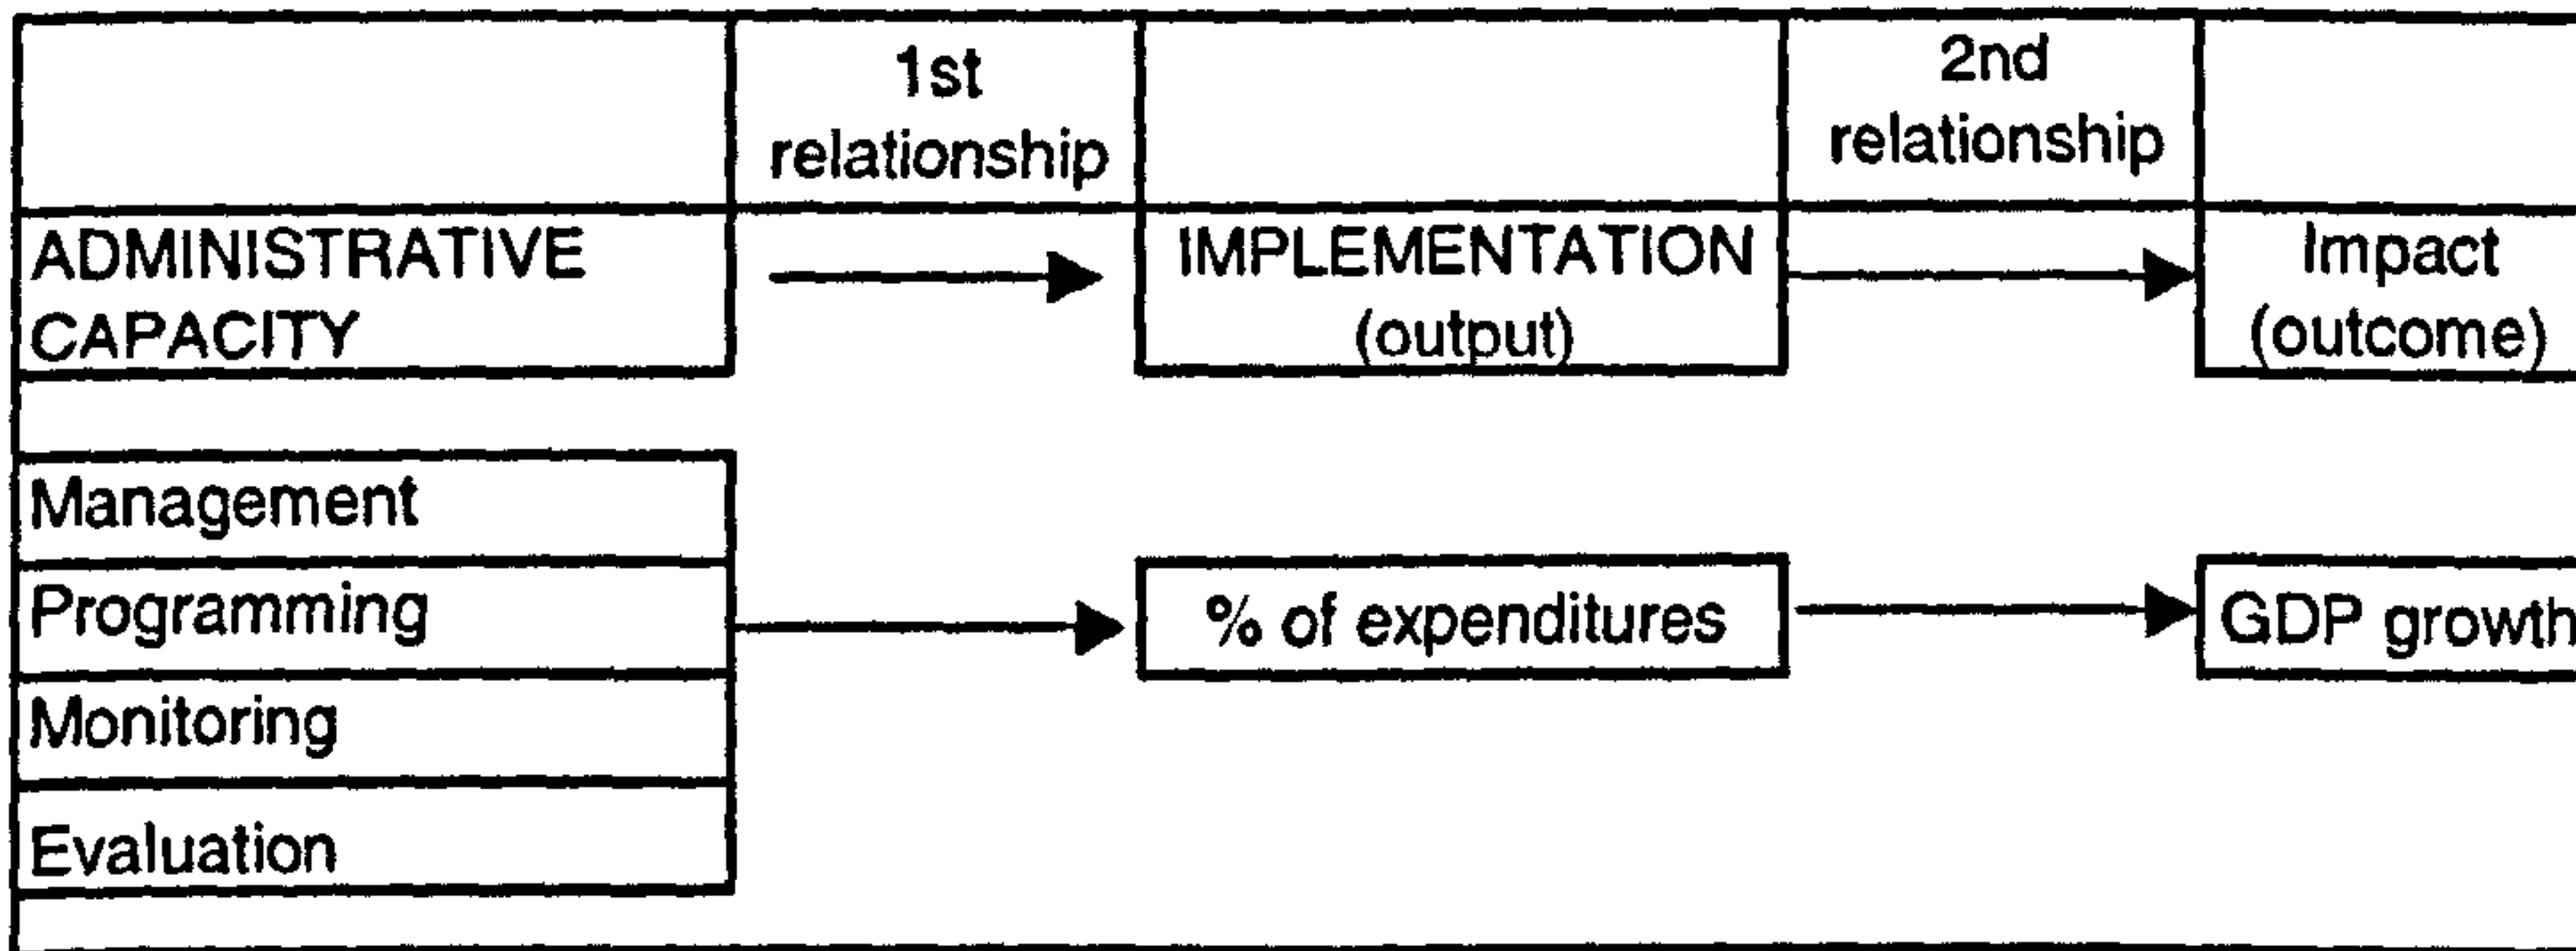 1st
relationship
2nd
relationship
ADMINISTRATIVE
CAPACITY
IMPLEMENTATION
(output)
Impact
(outcome)
Management
Programming
Monitoring
Evaluation
% of expenditures
GDP growth